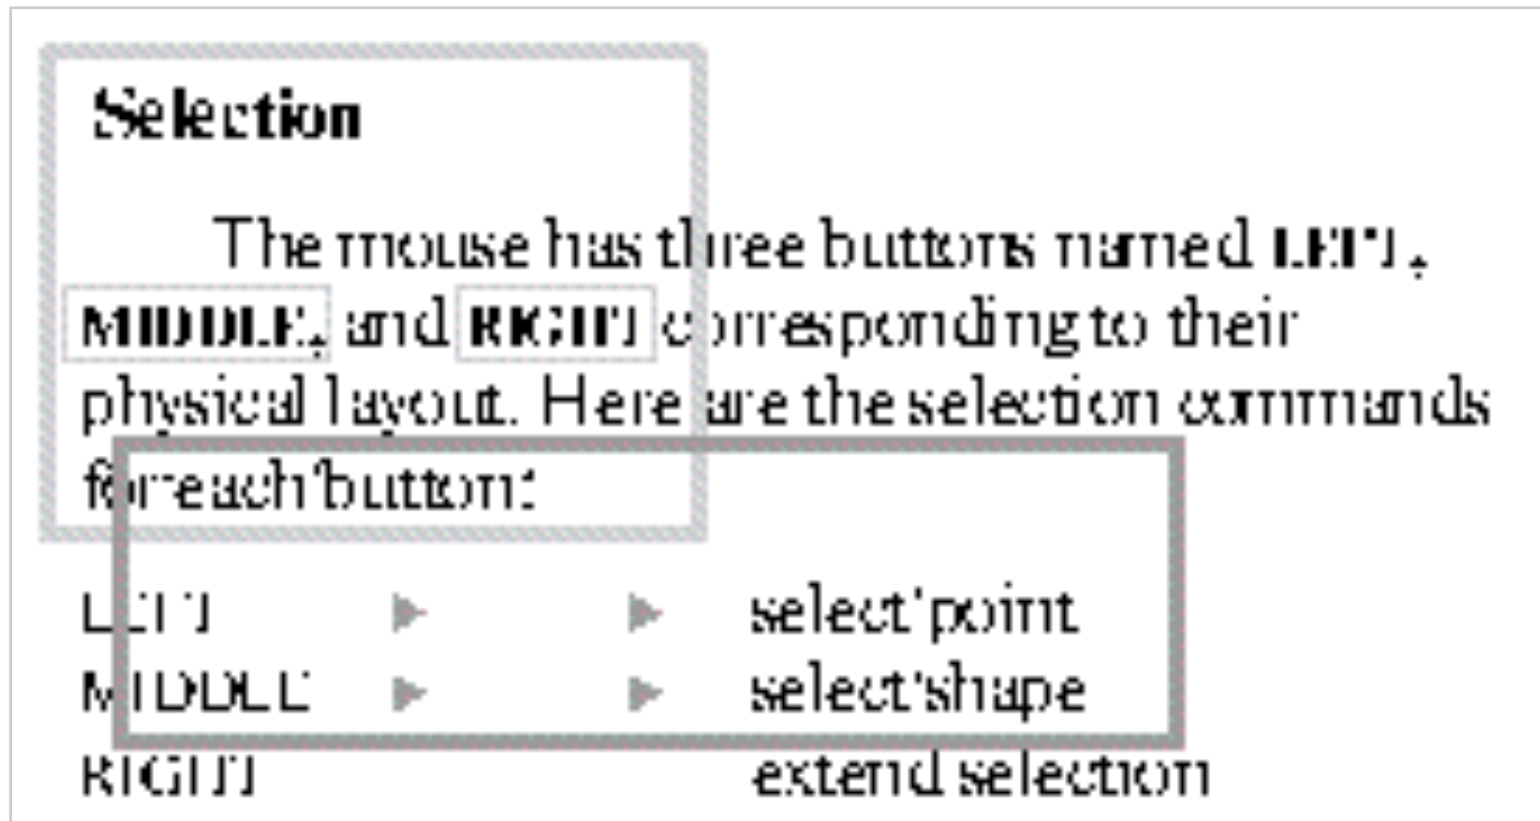 Selection
The mouse has three buttons named LEFT,
MIDDLE, and RIGHT corresponding to their
physical layout. Here are the selection commands
for each button:
LEFT select point
MIDDLE select shape
RIGHT extend selection